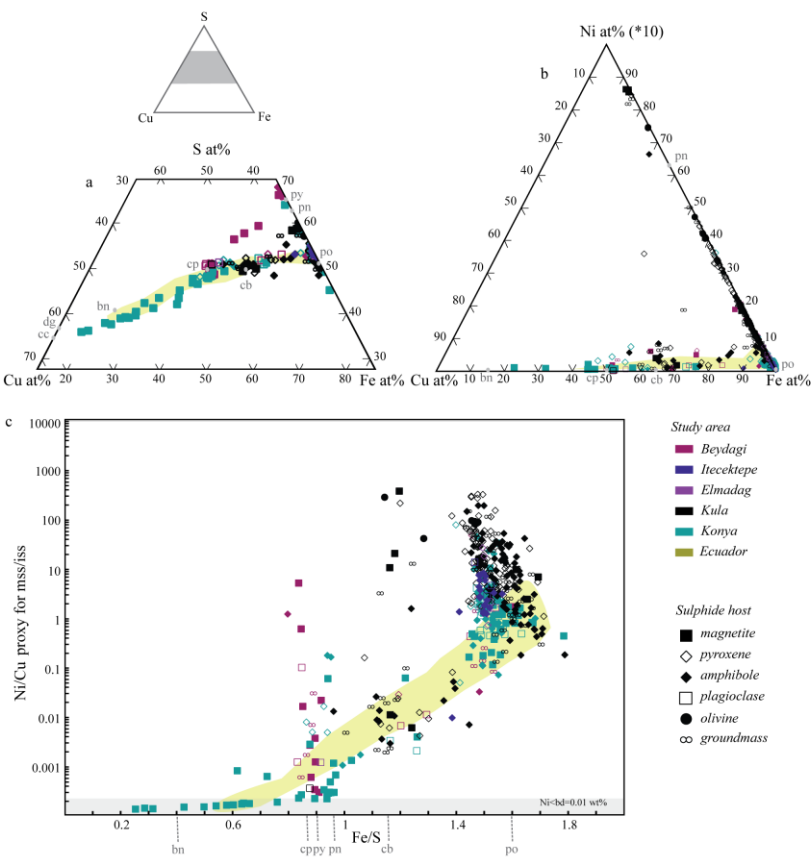 S
Cu
Fe
S at%
a
30
60
50
40
70
40
60
50
50
60
40
70
30
py
pn
po
cp
cb
bn
dg
cc
Cu at%
20
30
40
50
60
70
80
Fe at%
Ni at% (*10)
b
10
90
20
80
30
70
pn
40
60
50
50
60
40
70
30
80
20
90
10
po
Cu at%
10
20
30
40
50
60
70
80
90
Fe at%
bn
cp
cb
c
Ni/Cu proxy for mss/iss
10000
1000
100
10
1
0.1
0.01
0.001
Ni<bd=0.01 wt%
0.2
0.6
1
1.4
1.8
Fe/S
bn
cp
py
pn
cb
po
Study area
Beydagi
Itecektepe
Elmadag
Kula
Konya
Ecuador
Sulphide host
magnetite
pyroxene
amphibole
plagioclase
olivine
groundmass